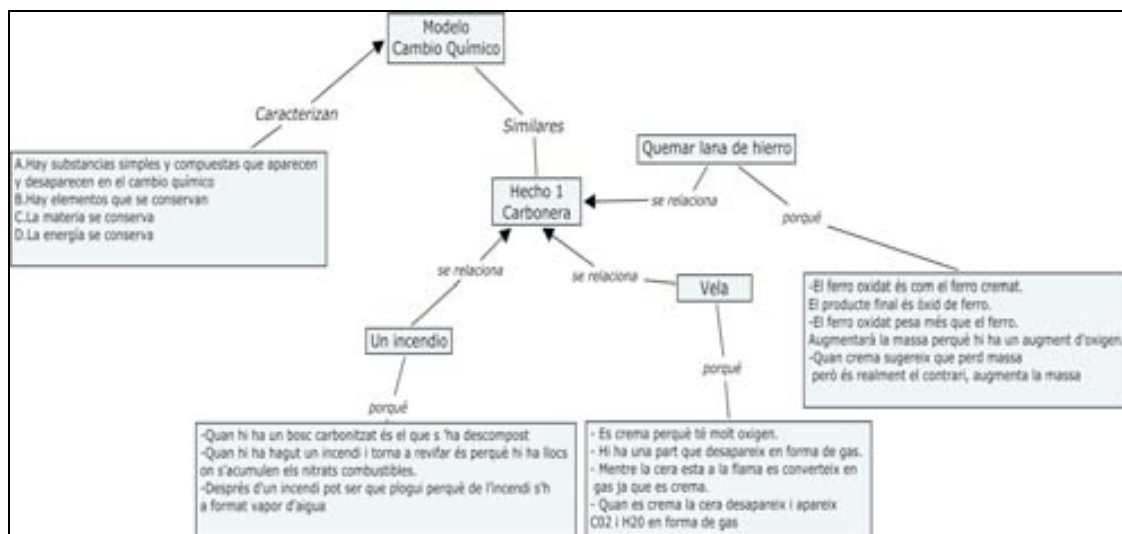 Modelo
Cambio Químico
Caracterizan
Similares
A.Hay substancias simples y compuestas que aparecen
y desaparecen en el cambio químico
B.Hay elementos que se conservan
C.La materia se conserva
D.La energía se conserva
Quemar lana de hierro
Hecho 1
Carbonera
se relaciona
porqué
se relaciona
se relaciona
Vela
-El ferro oxidat és com el ferro cremat.
El producte final és òxid de ferro.
-El ferro oxidat pesa més que el ferro.
Augmentarà la massa perquè hi ha un augment d'oxigen.
-Quan crema sugereix que perd massa
però és realment el contrari, augmenta la massa
Un incendio
porqué
porqué
-Quan hi ha un bosc carbonitzat és el que s 'ha descompost
-Quan hi ha hagut un incendi i torna a revifar és perquè hi ha llocs
on s'acumulen els nitrats combustibles.
-Després d'un incendi pot ser que plogui perquè de l'incendi s'h
a format vapor d'aigua
- Es crema perquè té molt oxigen.
- Hi ha una part que desapareix en forma de gas.
- Mentre la cera esta a la flama es converteix en
gas ja que es crema.
- Quan es crema la cera desapareix i apareix
C02 i H20 en forma de gas